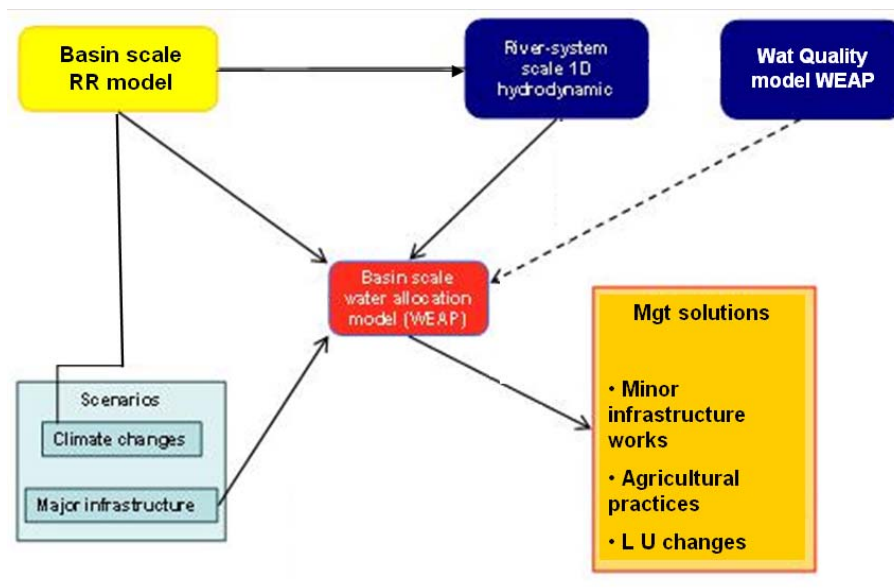 Basin scale
RR model
River-system
scale 1D
hydrodynamic
Wat Quality
model WEAP
Basin scale
water allocation
model (WEAP)
Mgt solutions
• Minor
infrastructure
works
• Agricultural
practices
• L U changes
Scenarios
Climate changes
Major infrastructure